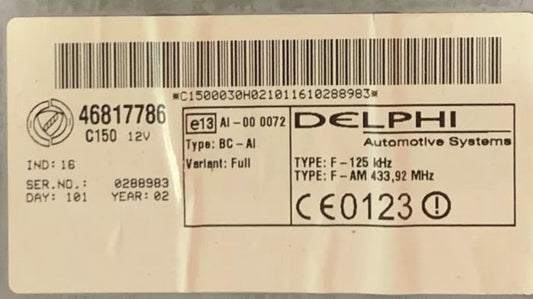 *C1500030H021011610288983*
46817786
C150 12V
IND: 16
SER.NO.: 0288983
DAY: 101 YEAR: 02
e13 AI-00 0072
Type: BC-AI
Variant: Full
DELPHI
Automotive Systems
TYPE: F-125 kHz
TYPE: F-AM 433,92 MHz
CE0123